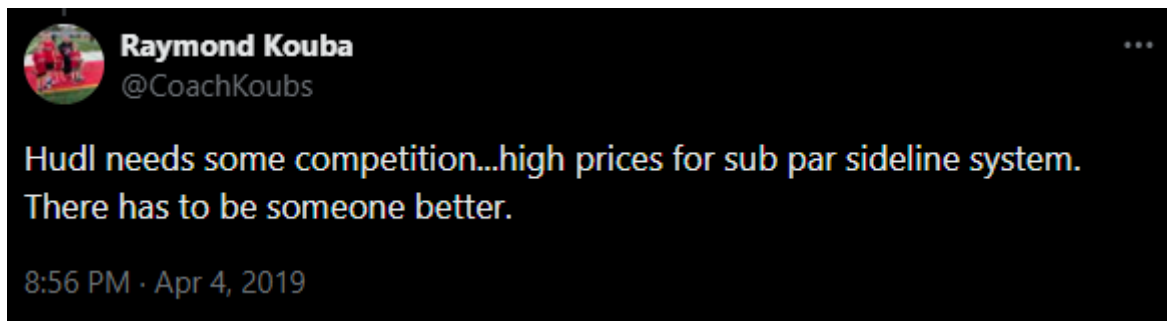 Raymond Kouba
@CoachKoubs
Hudl needs some competition...high prices for sub par sideline system.
There has to be someone better.
8:56 PM · Apr 4, 2019